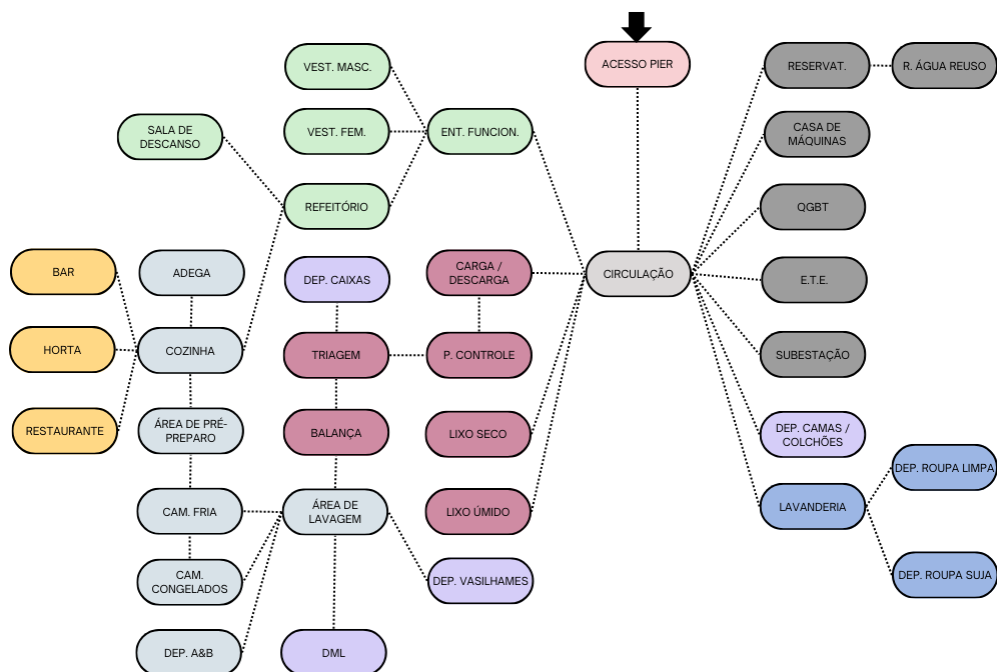 ACESSO PIER
VEST. MASC.
RESERVAT.
R. ÁGUA REUSO
SALA DE
DESCANSO
VEST. FEM.
ENT. FUNCION.
CASA DE
MÁQUINAS
REFEITÓRIO
QGBT
BAR
ADEGA
DEP. CAIXAS
CARGA /
DESCARGA
CIRCULAÇÃO
E.T.E.
HORTA
COZINHA
TRIAGEM
P. CONTROLE
SUBESTAÇÃO
RESTAURANTE
ÁREA DE PRÉ-
PREPARO
BALANÇA
LIXO SECO
DEP. CAMAS /
COLCHÕES
DEP. ROUPA LIMPA
CAM. FRIA
ÁREA DE
LAVAGEM
LIXO ÚMIDO
LAVANDERIA
CAM.
CONGELADOS
DEP. VASILHAMES
DEP. ROUPA SUJA
DEP. A&B
DML